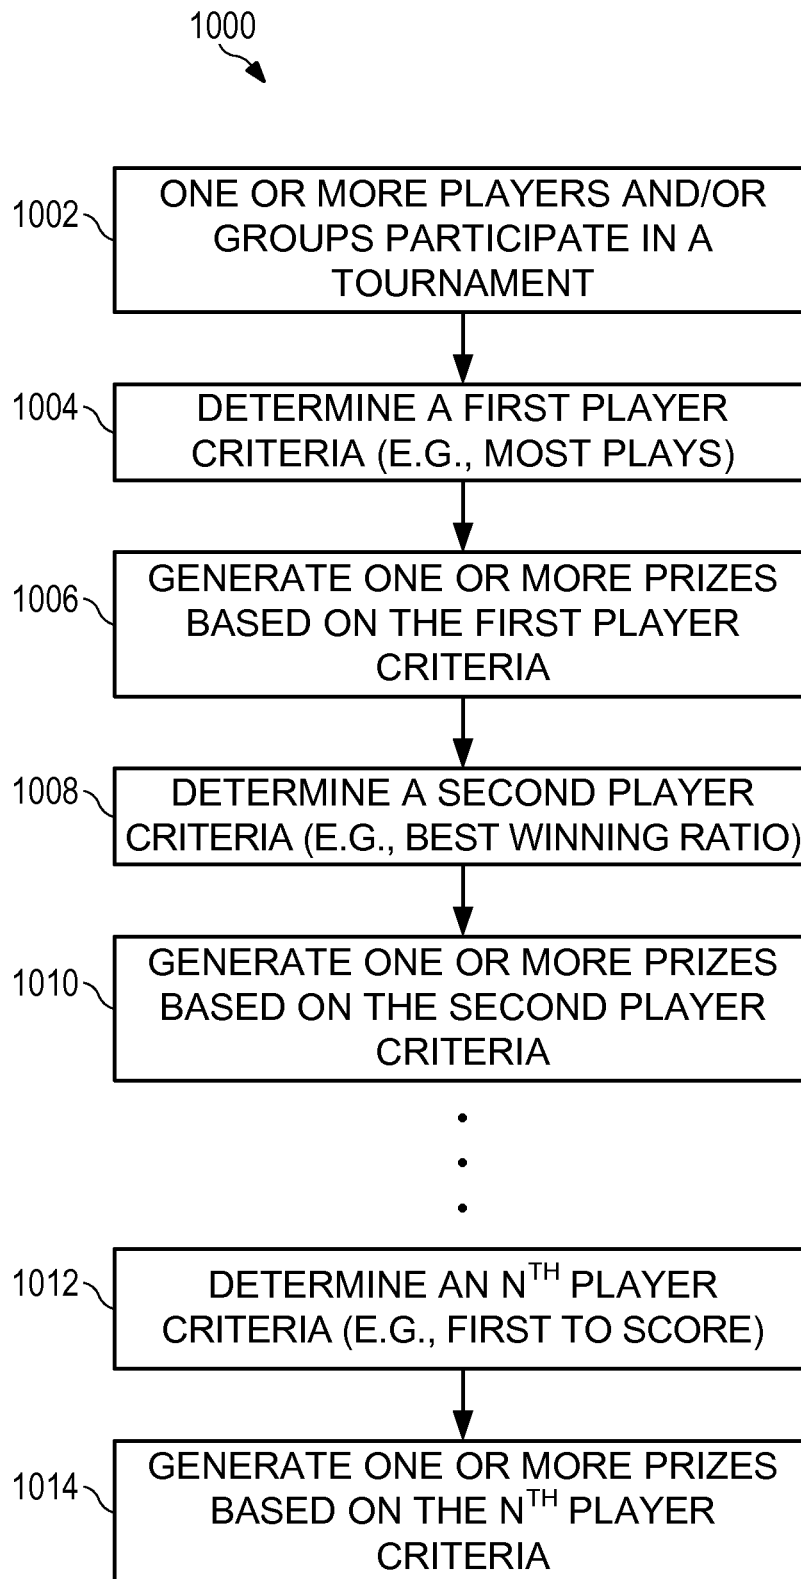 1000
1002
ONE OR MORE PLAYERS AND/OR
GROUPS PARTICIPATE IN A
TOURNAMENT
1004
DETERMINE A FIRST PLAYER
CRITERIA (E.G., MOST PLAYS)
1006
GENERATE ONE OR MORE PRIZES
BASED ON THE FIRST PLAYER
CRITERIA
1008
DETERMINE A SECOND PLAYER
CRITERIA (E.G., BEST WINNING RATIO)
1010
GENERATE ONE OR MORE PRIZES
BASED ON THE SECOND PLAYER
CRITERIA
1012
DETERMINE AN N^TH PLAYER
CRITERIA (E.G., FIRST TO SCORE)
1014
GENERATE ONE OR MORE PRIZES
BASED ON THE N^TH PLAYER
CRITERIA